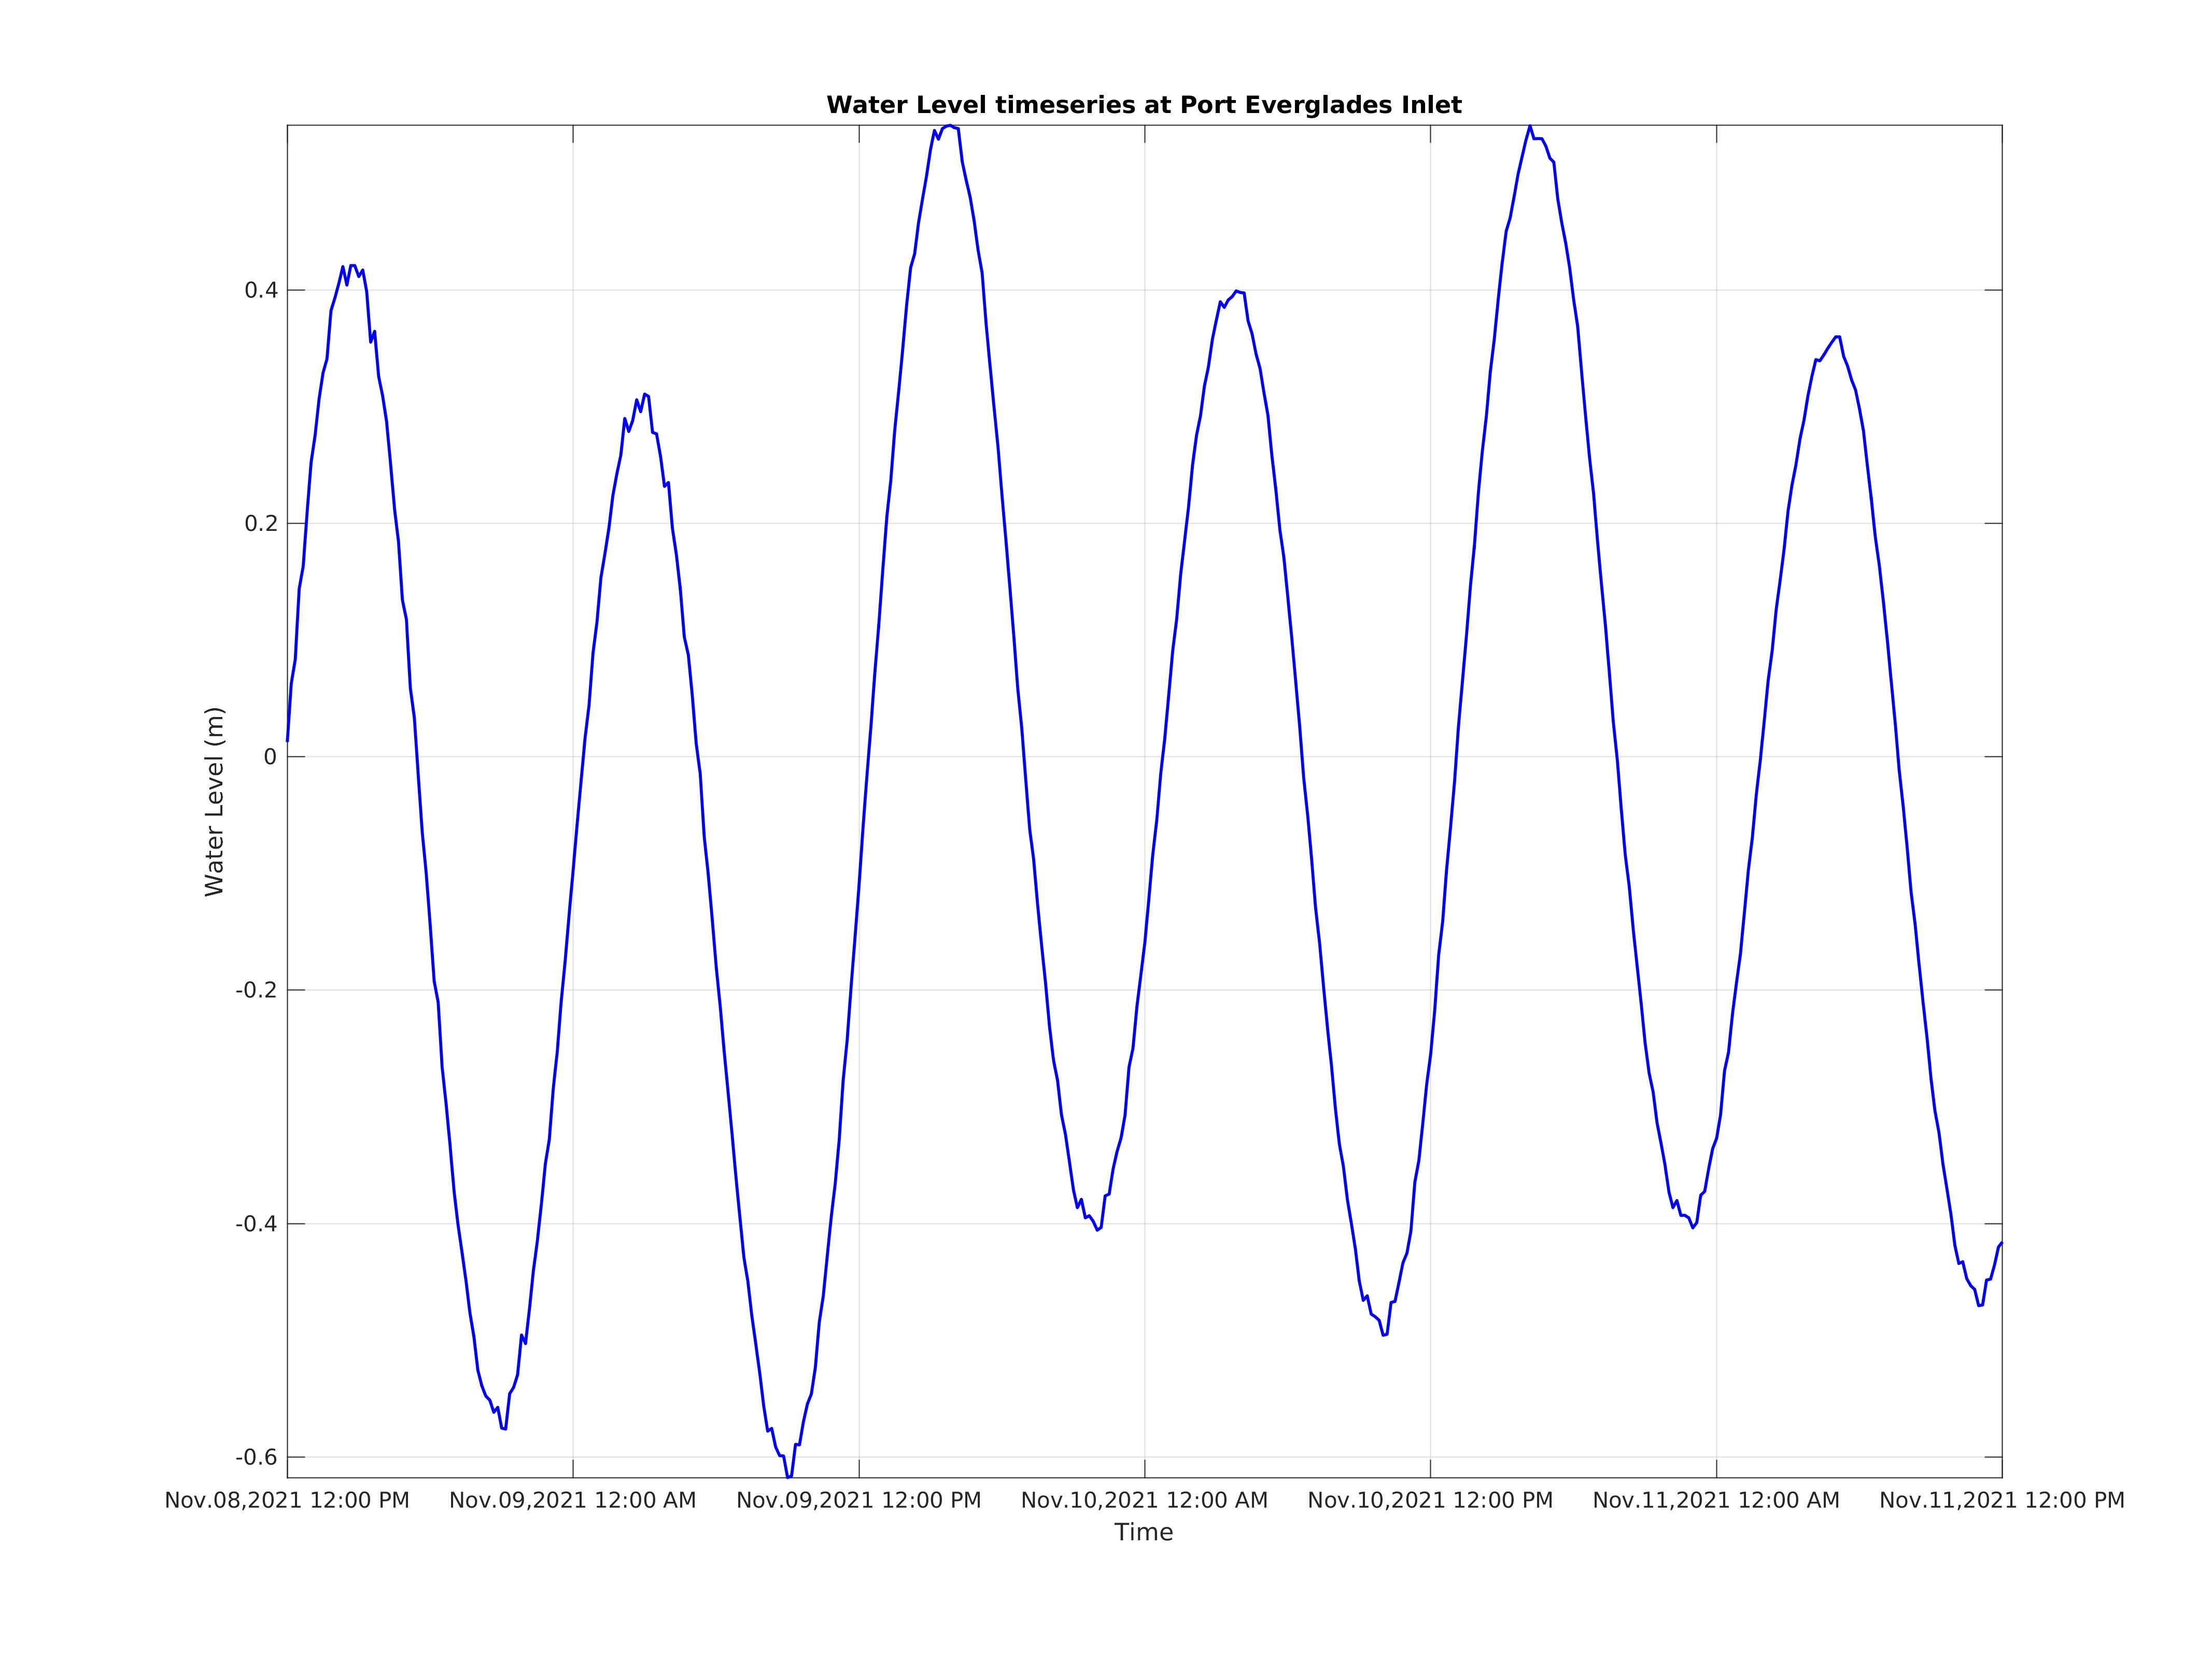 Water Level timeseries at Port Everglades Inlet
0.4
0.2
0
-0.2
-0.4
-0.6
Water Level (m)
Nov.08,2021 12:00 PM Nov.09,2021 12:00 AM Nov.09,2021 12:00 PM Nov.10,2021 12:00 AM Nov.10,2021 12:00 PM Nov.11,2021 12:00 AM Nov.11,2021 12:00 PM
Time